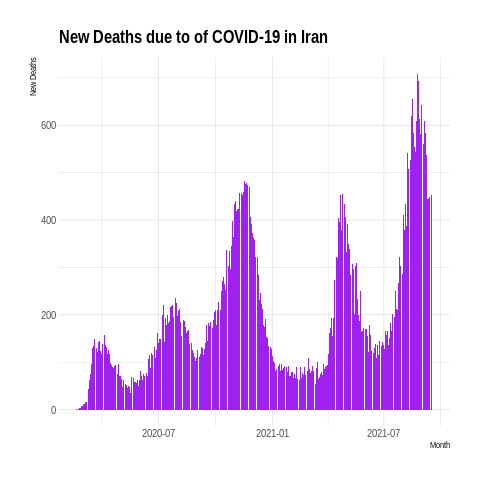 New Deaths due to of COVID-19 in Iran
New Deaths
600
400
200
0
2020-07
2021-01
2021-07
Month